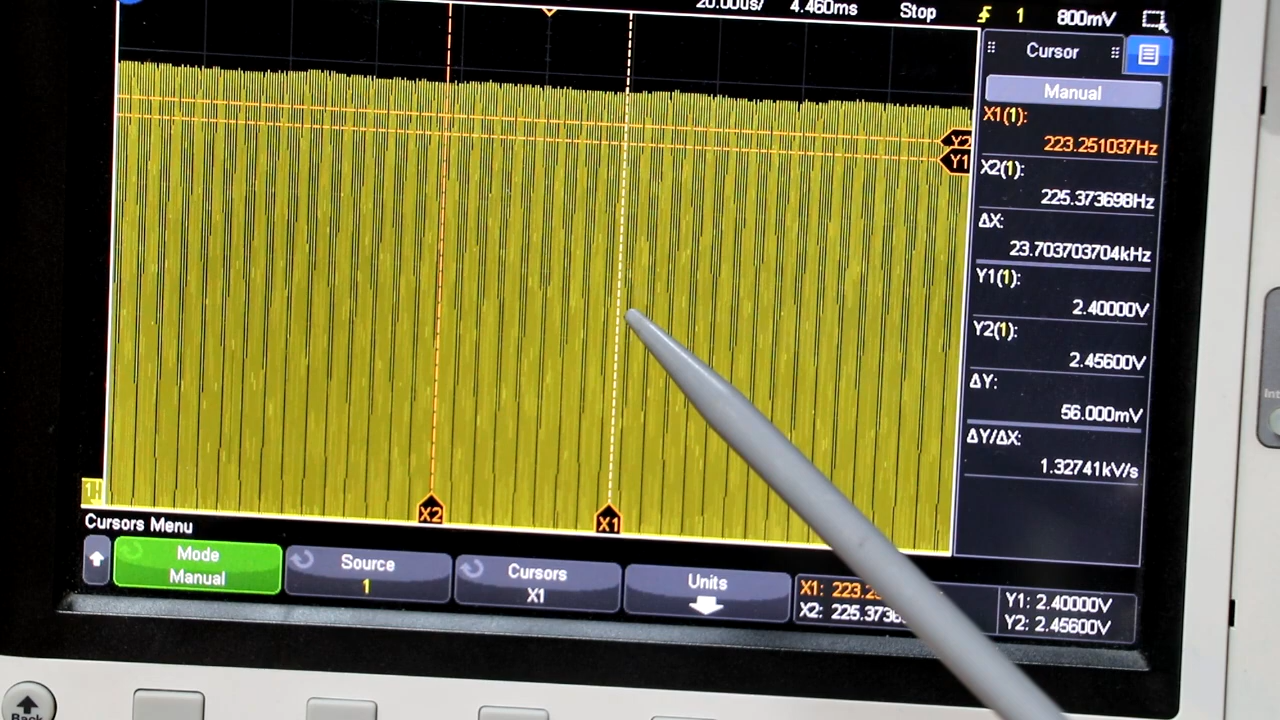 20.00us/ 4.460ms Stop 1 800mV
Cursor
Manual
X1(1):
223.251037Hz
X2(1):
225.373698Hz
ΔX:
23.703703704kHz
Y1(1):
2.40000V
Y2(1):
2.45600V
ΔY:
56.000mV
ΔY/ΔX:
1.32741kV/s
Y2
Y1
X2
X1
Cursors Menu
Mode
Manual
Source
1
Cursors
X1
Units
X1: 223.2
X2: 225.373
Y1: 2.40000V
Y2: 2.45600V
Back